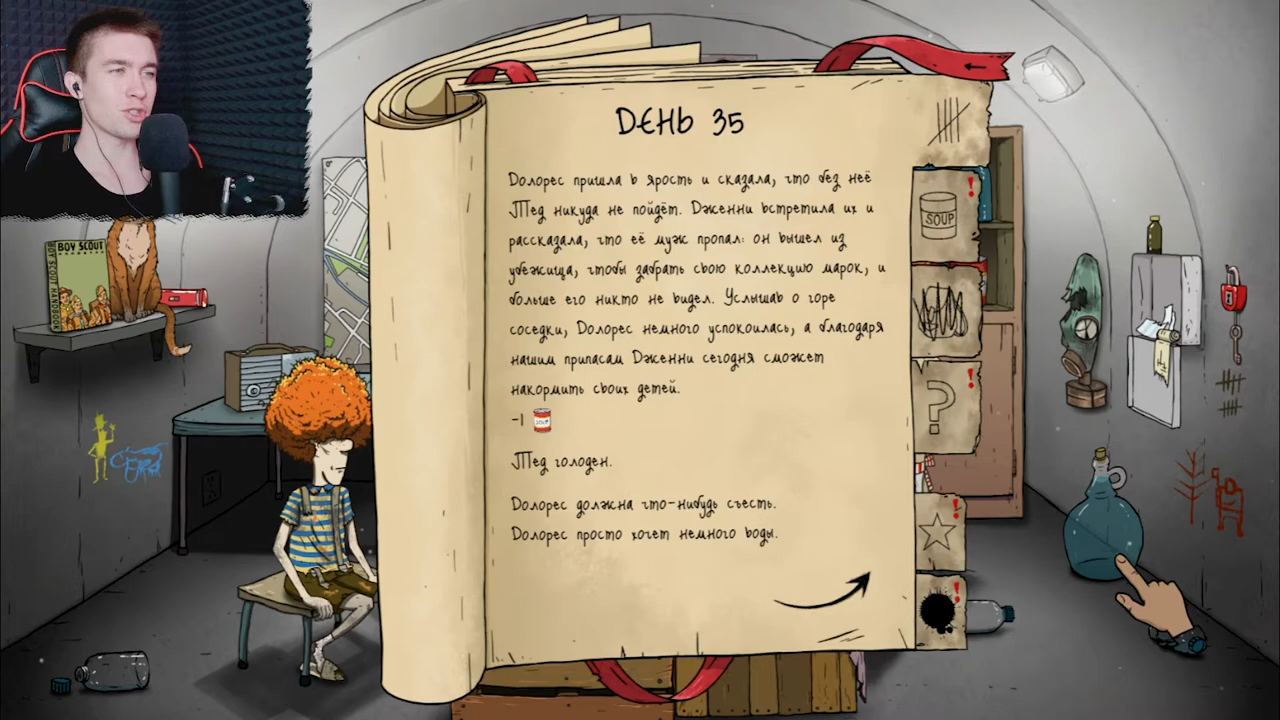 ДЕНЬ 35
Долорес пришла в ярость и сказала, что без неё
Тед никуда не пойдёт. Дженни встретила их и
рассказала, что её муж пропал: он вышел из
убежища, чтобы забрать свою коллекцию марок, и
больше его никто не видел. Услышав о горе
соседки, Долорес немного успокоилась, а благодаря
нашим припасам Дженни сегодня сможет
накормить своих детей.
-1
Тед голоден.
Долорес должна что-нибудь съесть.
Долорес просто хочет немного воды.
SOUP
!
?
!
!
!
BOY SCOUT
BOY SCOUT HANDBOOK